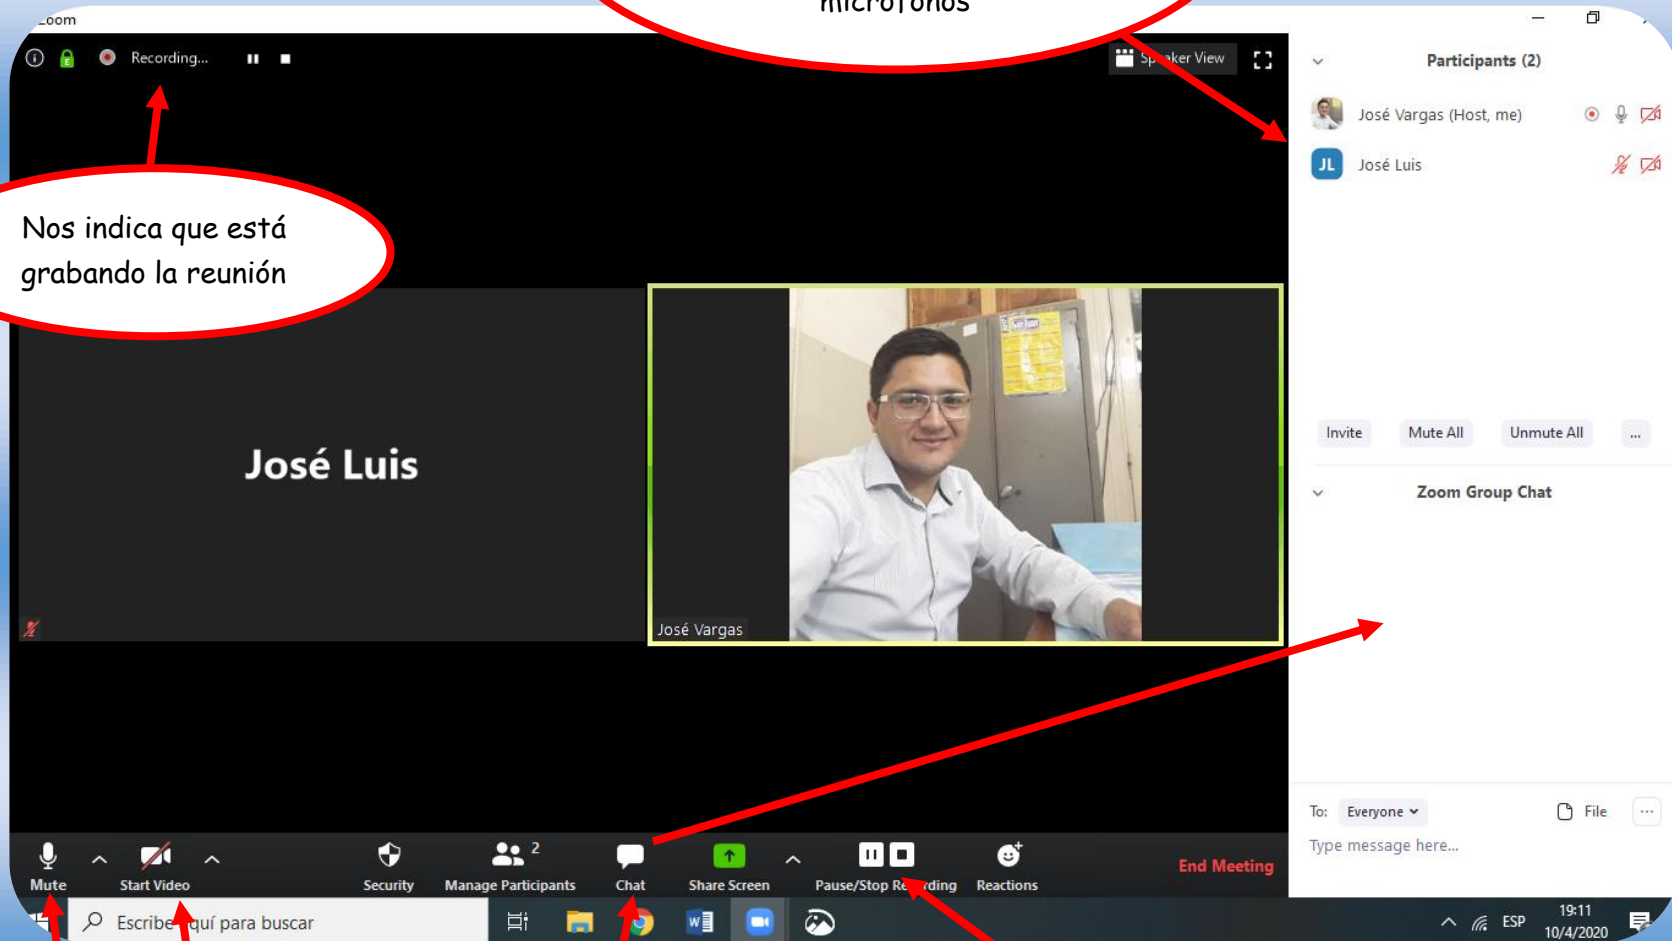 micrófonos
Zoom
Recording...
Speaker View
Participants (2)
José Vargas (Host, me)
JL José Luis
Nos indica que está
grabando la reunión
José Luis
José Vargas
Invite Mute All Unmute All ...
Zoom Group Chat
To: Everyone File ...
Type message here...
2
Mute Start Video Security Manage Participants Chat Share Screen Pause/Stop Recording Reactions End Meeting
Escribe aquí para buscar
ESP
19:11
10/4/2020